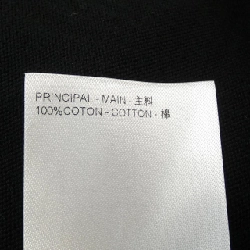 PRINCIPAL - MAIN - 主料
100%COTON - COTTON - 棉